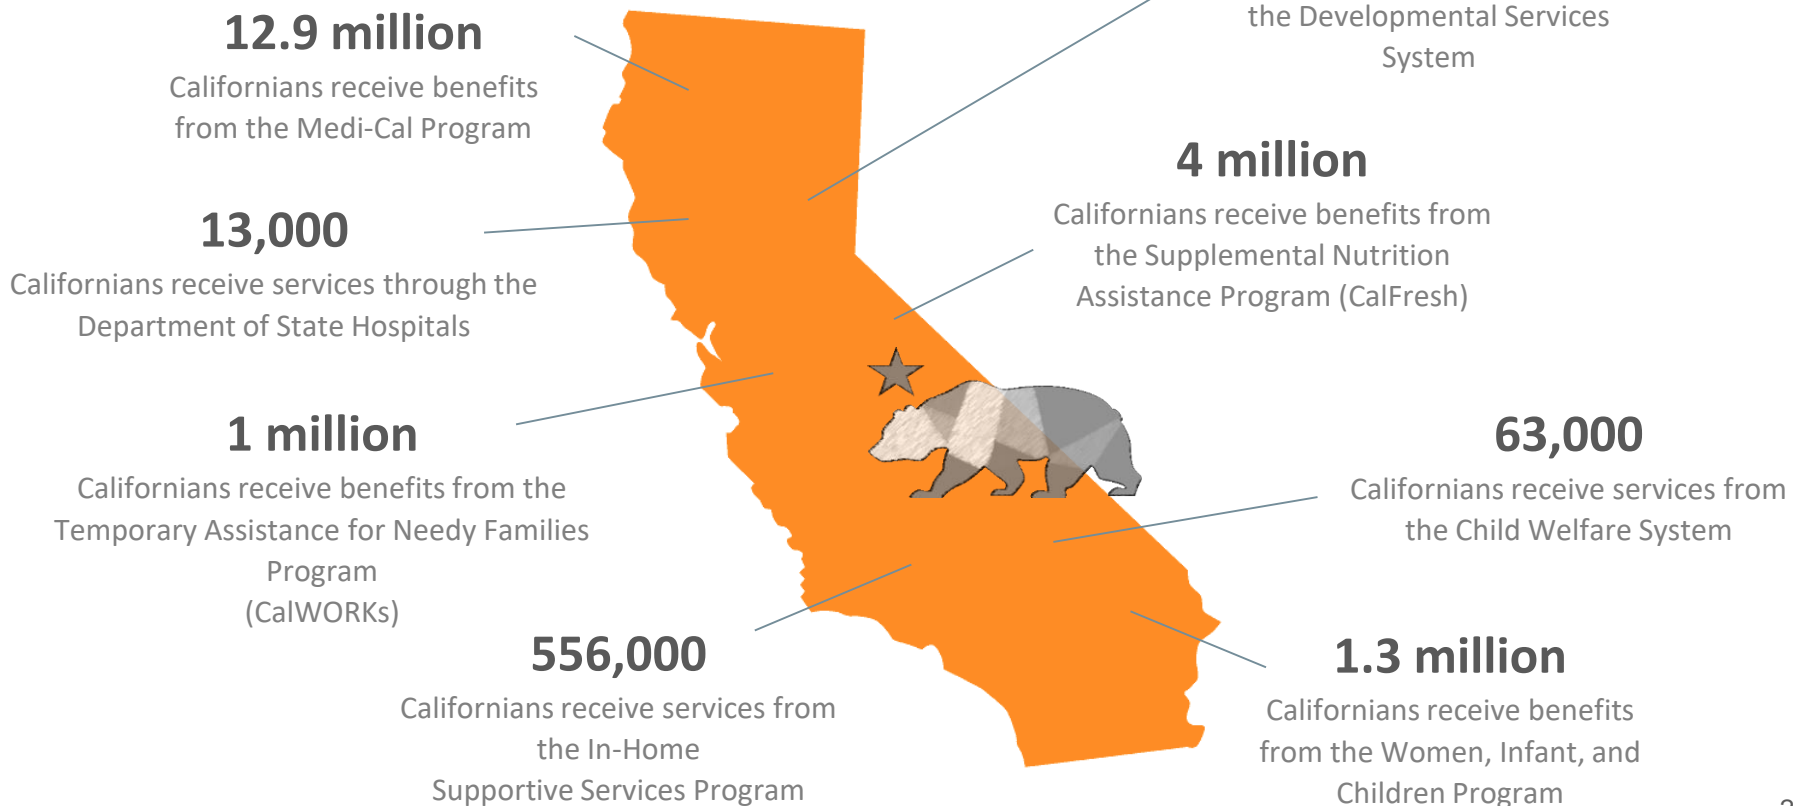 12.9 million
Californians receive benefits
from the Medi-Cal Program
the Developmental Services
System
4 million
Californians receive benefits from
the Supplemental Nutrition
Assistance Program (CalFresh)
13,000
Californians receive services through the
Department of State Hospitals
1 million
Californians receive benefits from the
Temporary Assistance for Needy Families
Program
(CalWORKs)
63,000
Californians receive services from
the Child Welfare System
556,000
Californians receive services from
the In-Home
Supportive Services Program
1.3 million
Californians receive benefits
from the Women, Infant, and
Children Program